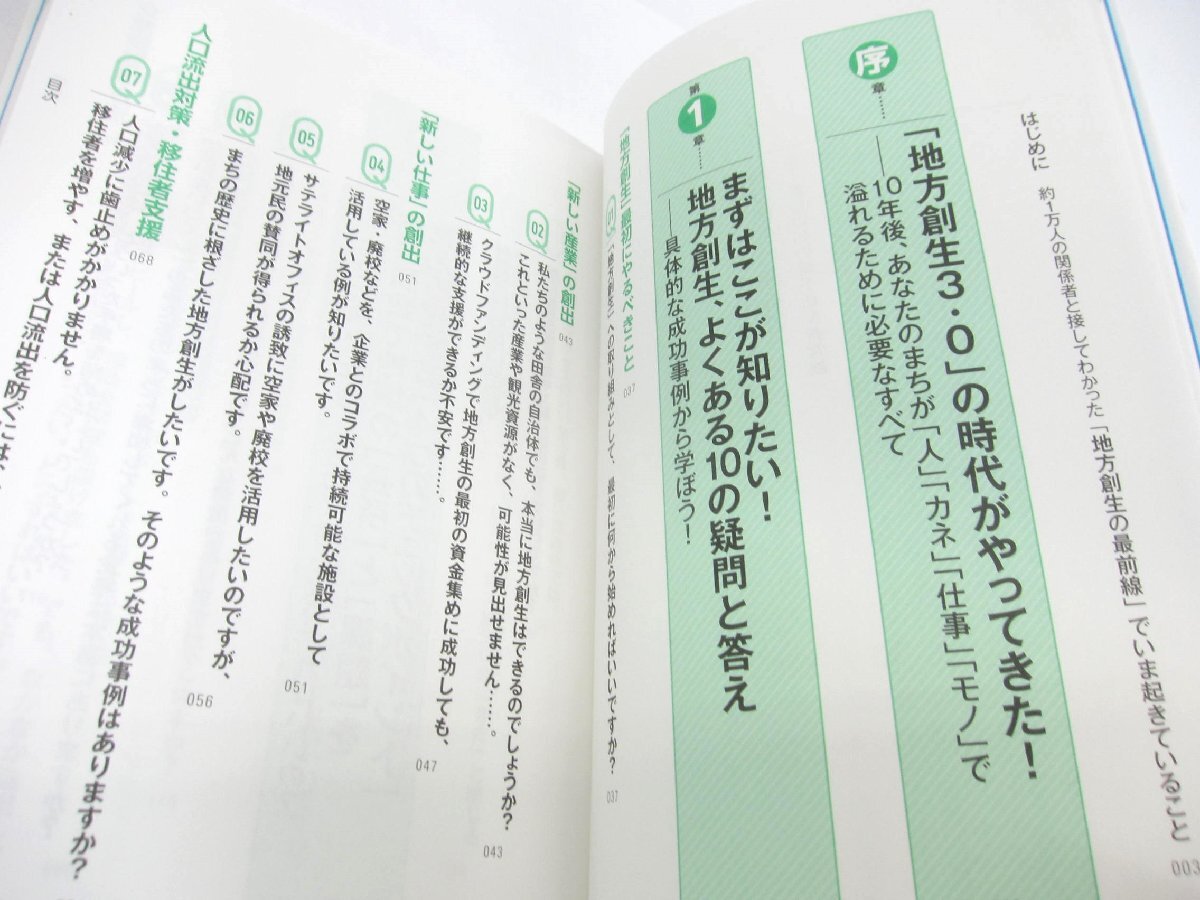 はじめに　約1万人の関係者と接してわかった「地方創生の最前線」でいま起きていること
003
序章……
「地方創生3.0」の時代がやってきた！
——10年後、あなたのまちが「人」「カネ」「仕事」「モノ」で
溢れるために必要なすべて
第1章……
まずはここが知りたい！
地方創生、よくある10の疑問と答え
——具体的な成功事例から学ぼう！
「地方創生」最初にやるべきこと
037
Q01
「地方創生」への取り組みとして、最初に何から始めればいいですか？
037
「新しい産業」の創出
043
Q02
私たちのような田舎の自治体でも、本当に地方創生はできるのでしょうか？
これといった産業や観光資源がなく、可能性が見出せません……。
043
Q03
クラウドファンディングで地方創生の最初の資金集めに成功しても、
継続的な支援ができるか不安です……。
047
「新しい仕事」の創出
051
Q04
空家、廃校などを、企業とのコラボで持続可能な施設として
活用している例が知りたいです。
051
Q05
サテライトオフィスの誘致に空家や廃校を活用したいのですが、
地元民の賛同が得られるか心配です。
056
Q06
まちの歴史に根ざした地方創生がしたいです。そのような成功事例はありますか？
人口流出対策・移住者支援
068
Q07
人口減少に歯止めがかかりません。
移住者を増やす、または人口流出を防ぐには、
目次